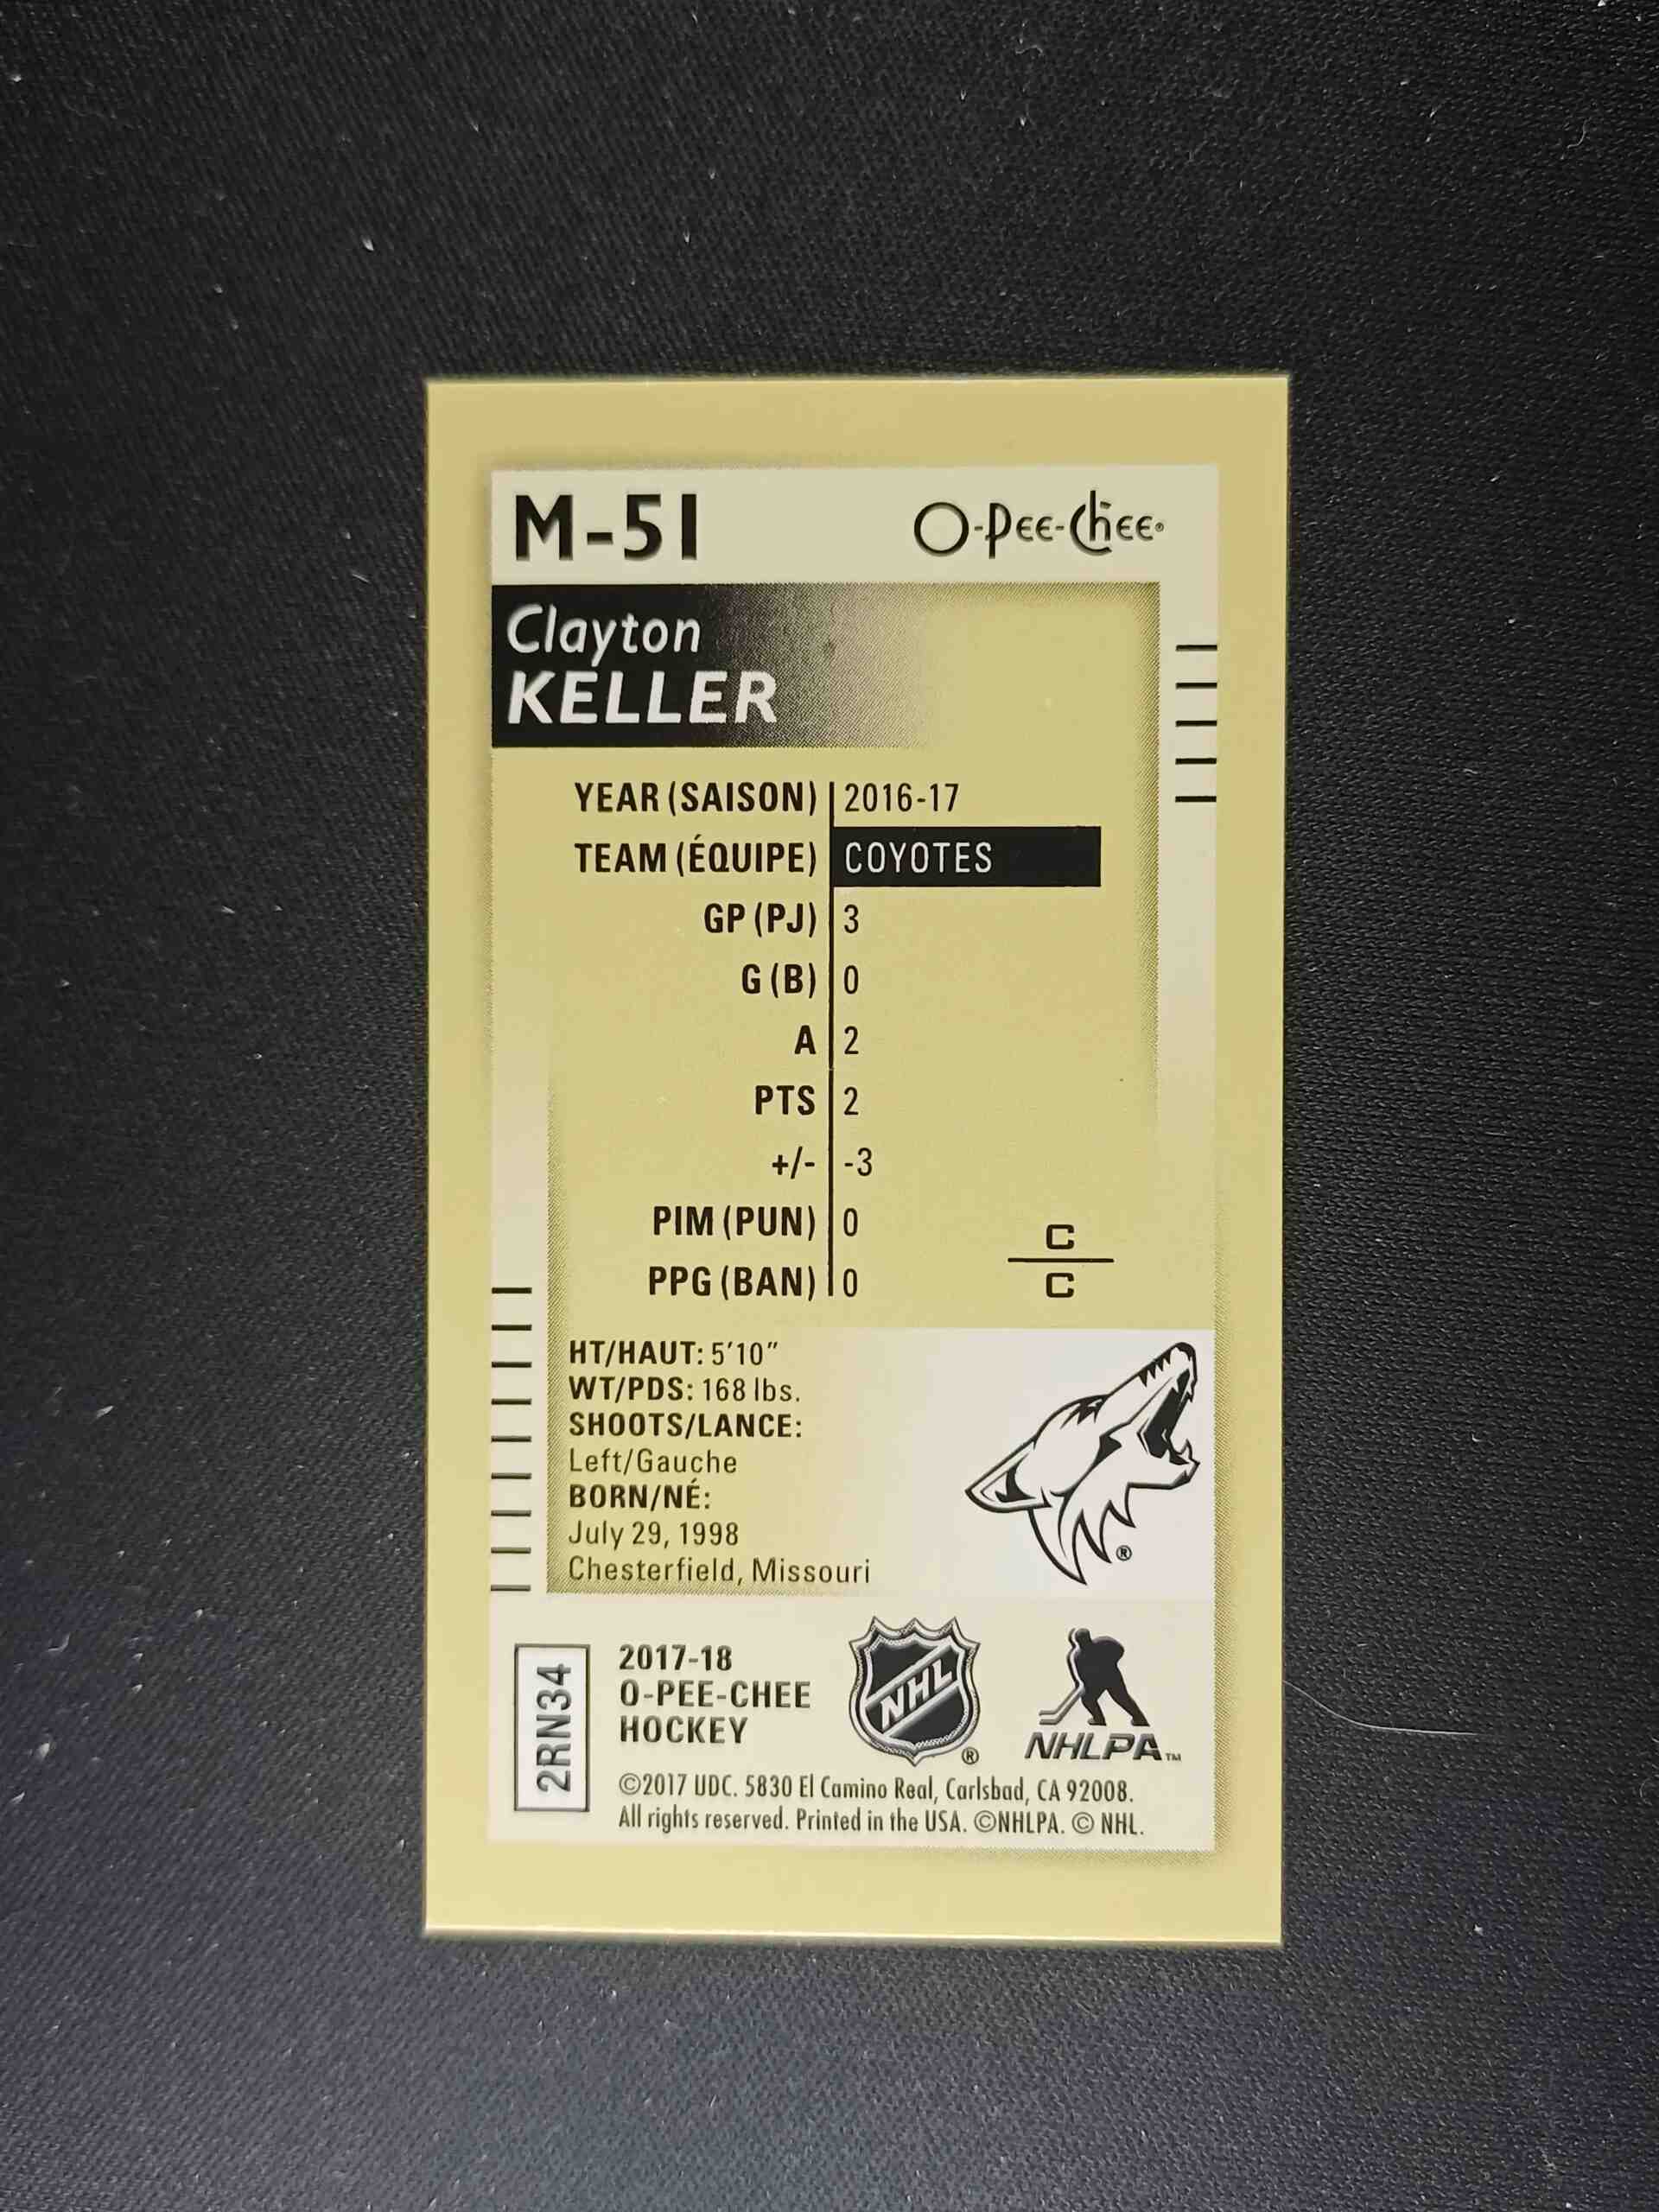 M-51 O-Pee-Chee®
Clayton
KELLER
YEAR (SAISON) 2016-17
TEAM (ÉQUIPE) COYOTES
GP (PJ) 3
G (B) 0
A 2
PTS 2
+/- -3
PIM (PUN) 0
PPG (BAN) 0
C
C
HT/HAUT: 5'10"
WT/PDS: 168 lbs.
SHOOTS/LANCE:
Left/Gauche
BORN/NÉ:
July 29, 1998
Chesterfield, Missouri
®
2RN34
2017-18
O-PEE-CHEE
HOCKEY
NHL ®
NHLPA™
©2017 UDC. 5830 El Camino Real, Carlsbad, CA 92008.
All rights reserved. Printed in the USA. ©NHLPA. © NHL.